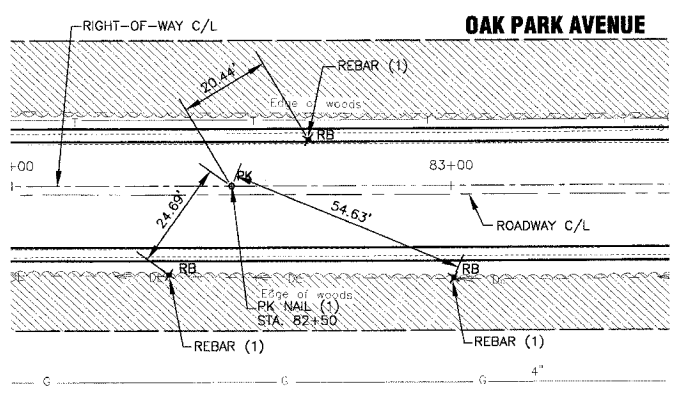 OAK PARK AVENUE
RIGHT-OF-WAY C/L
20.44'
REBAR (1)
Edge of woods
T T T
RB
+00
PK
83+00
24.69'
54.63'
ROADWAY C/L
RB
RB
Edge of woods
PK NAIL (1)
STA. 82+50
REBAR (1)
REBAR (1)
G G G 4"